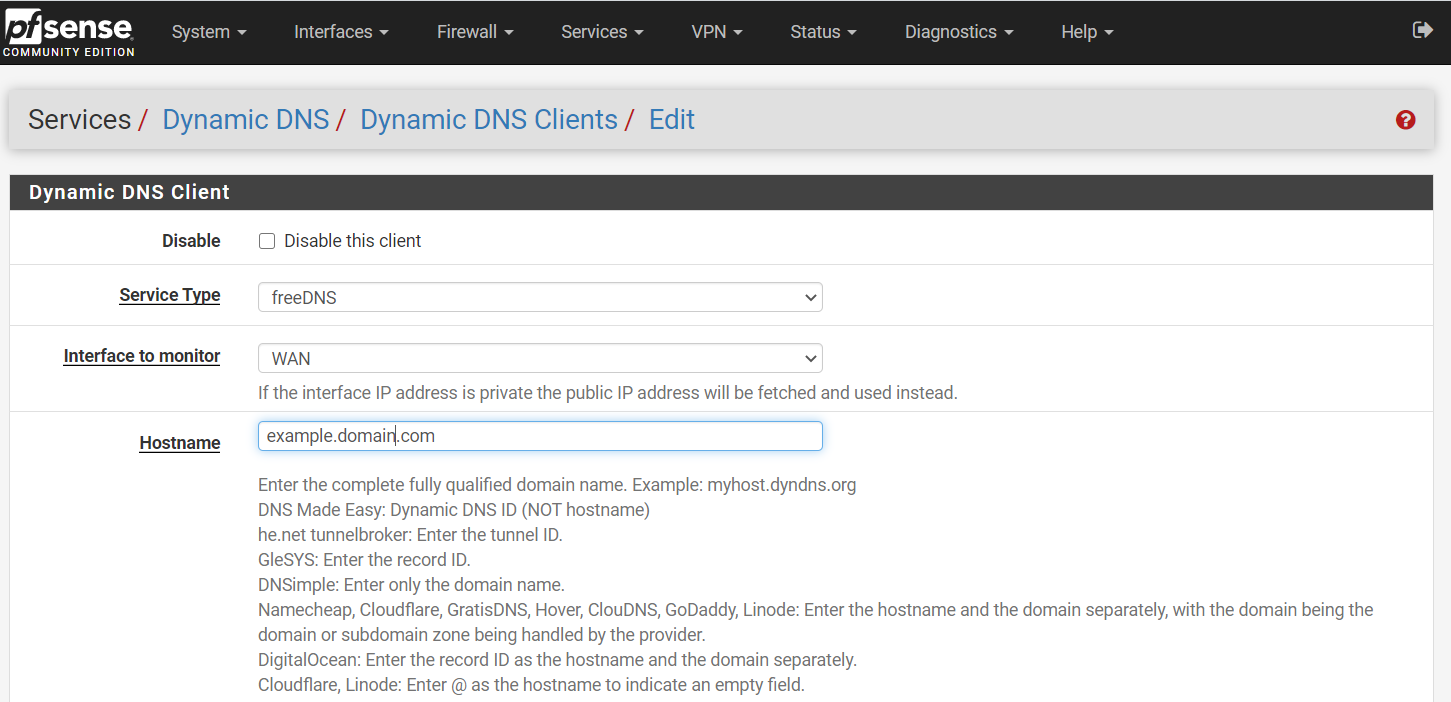 pfsense
COMMUNITY EDITION
System Interfaces Firewall Services VPN Status Diagnostics Help
Services / Dynamic DNS / Dynamic DNS Clients / Edit
Dynamic DNS Client
Disable Disable this client
Service Type freeDNS
Interface to monitor WAN
If the interface IP address is private the public IP address will be fetched and used instead.
Hostname example.domain.com
Enter the complete fully qualified domain name. Example: myhost.dyndns.org
DNS Made Easy: Dynamic DNS ID (NOT hostname)
he.net tunnelbroker: Enter the tunnel ID.
GleSYS: Enter the record ID.
DNSimple: Enter only the domain name.
Namecheap, Cloudflare, GratisDNS, Hover, ClouDNS, GoDaddy, Linode: Enter the hostname and the domain separately, with the domain being the
domain or subdomain zone being handled by the provider.
DigitalOcean: Enter the record ID as the hostname and the domain separately.
Cloudflare, Linode: Enter @ as the hostname to indicate an empty field.